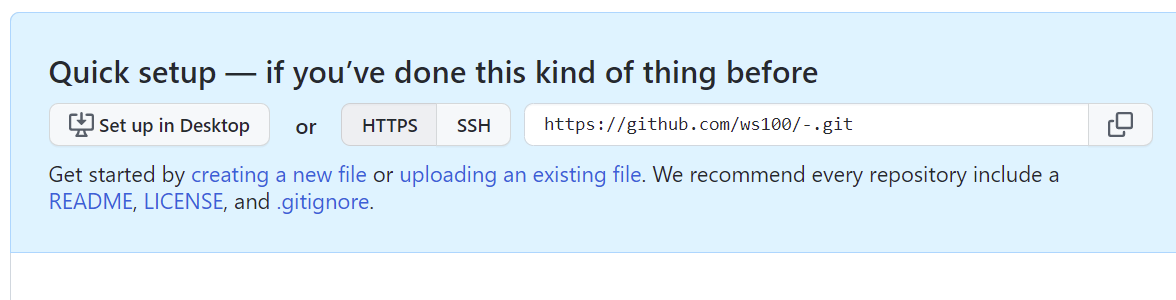 Quick setup — if you’ve done this kind of thing before
Set up in Desktop or HTTPS SSH https://github.com/ws100/-.git
Get started by creating a new file or uploading an existing file. We recommend every repository include a
README, LICENSE, and .gitignore.